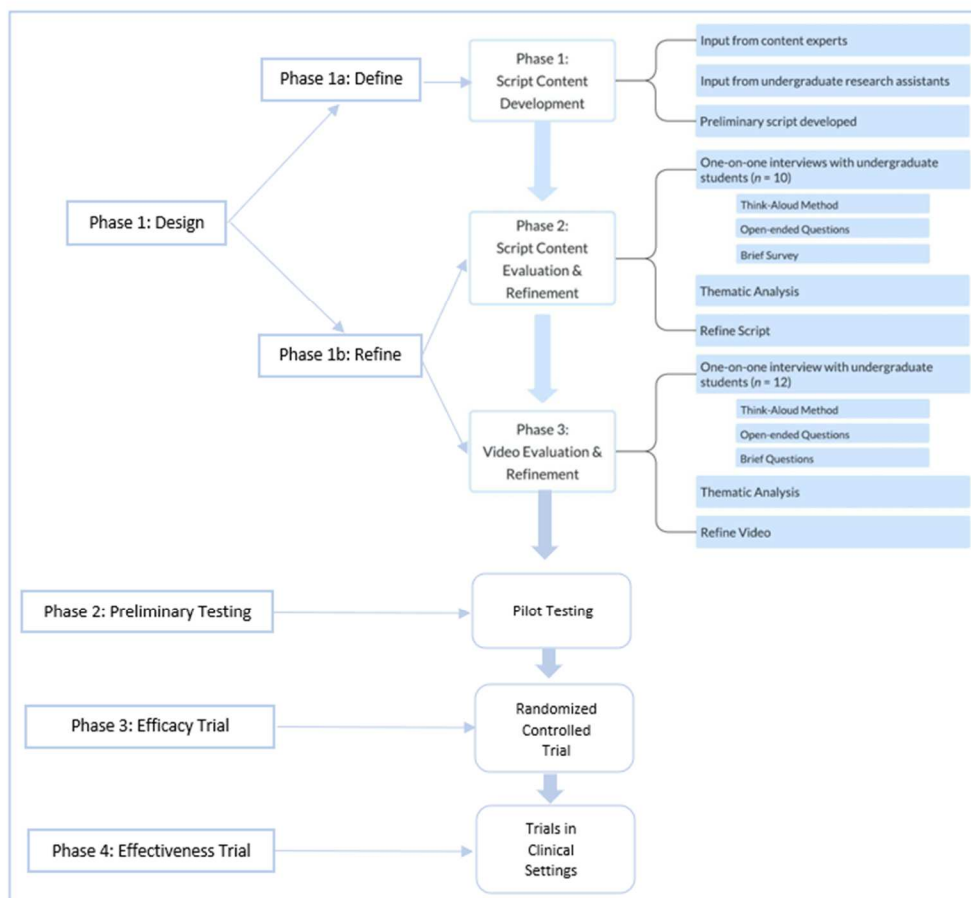 Phase 1: Design
Phase 1a: Define
Phase 1b: Refine
Phase 1:
Script Content
Development
Input from content experts
Input from undergraduate research assistants
Preliminary script developed
Phase 2:
Script Content
Evaluation &
Refinement
One-on-one interviews with undergraduate
students (n = 10)
Think-Aloud Method
Open-ended Questions
Brief Survey
Thematic Analysis
Refine Script
Phase 3:
Video Evaluation &
Refinement
One-on-one interview with undergraduate
students (n = 12)
Think-Aloud Method
Open-ended Questions
Brief Questions
Thematic Analysis
Refine Video
Phase 2: Preliminary Testing
Pilot Testing
Phase 3: Efficacy Trial
Randomized
Controlled
Trial
Phase 4: Effectiveness Trial
Trials in
Clinical
Settings